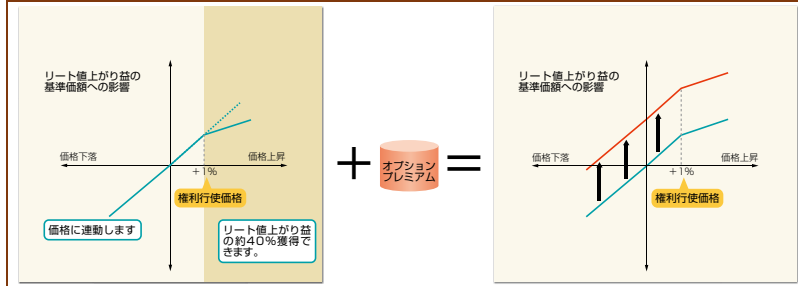 リート値上がり益の
基準価額への影響
価格下落
価格上昇
+1%
権利行使価格
価格に連動します
リート値上がり益
の約40%獲得で
きます。
+
オプション
プレミアム
=
リート値上がり益の
基準価額への影響
価格下落
価格上昇
+1%
権利行使価格